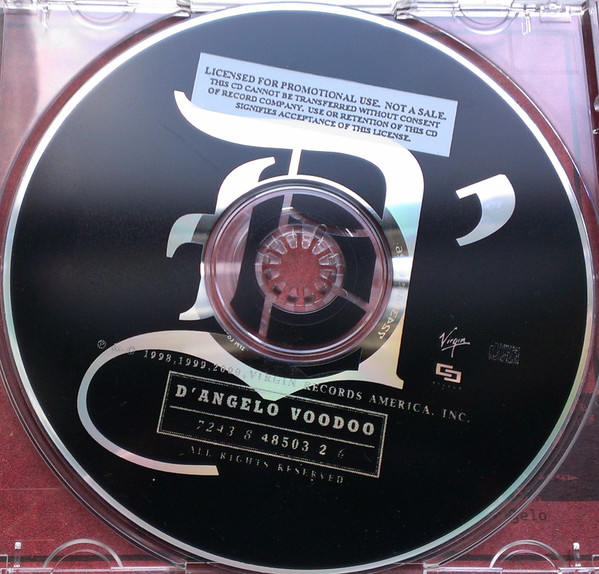 LICENSED FOR PROMOTIONAL USE. NOT A SALE.
THIS CD CANNOT BE TRANSFERRED WITHOUT CONSENT
OF RECORD COMPANY. USE OR RETENTION OF THIS CD
SIGNIFIES ACCEPTANCE OF THIS LICENSE.
D'
Virgin
℗ © 1998,1999,2000, VIRGIN RECORDS AMERICA, INC.
D'ANGELO VOODOO
7243 8 48503 2 6
ALL RIGHTS RESERVED
gelo